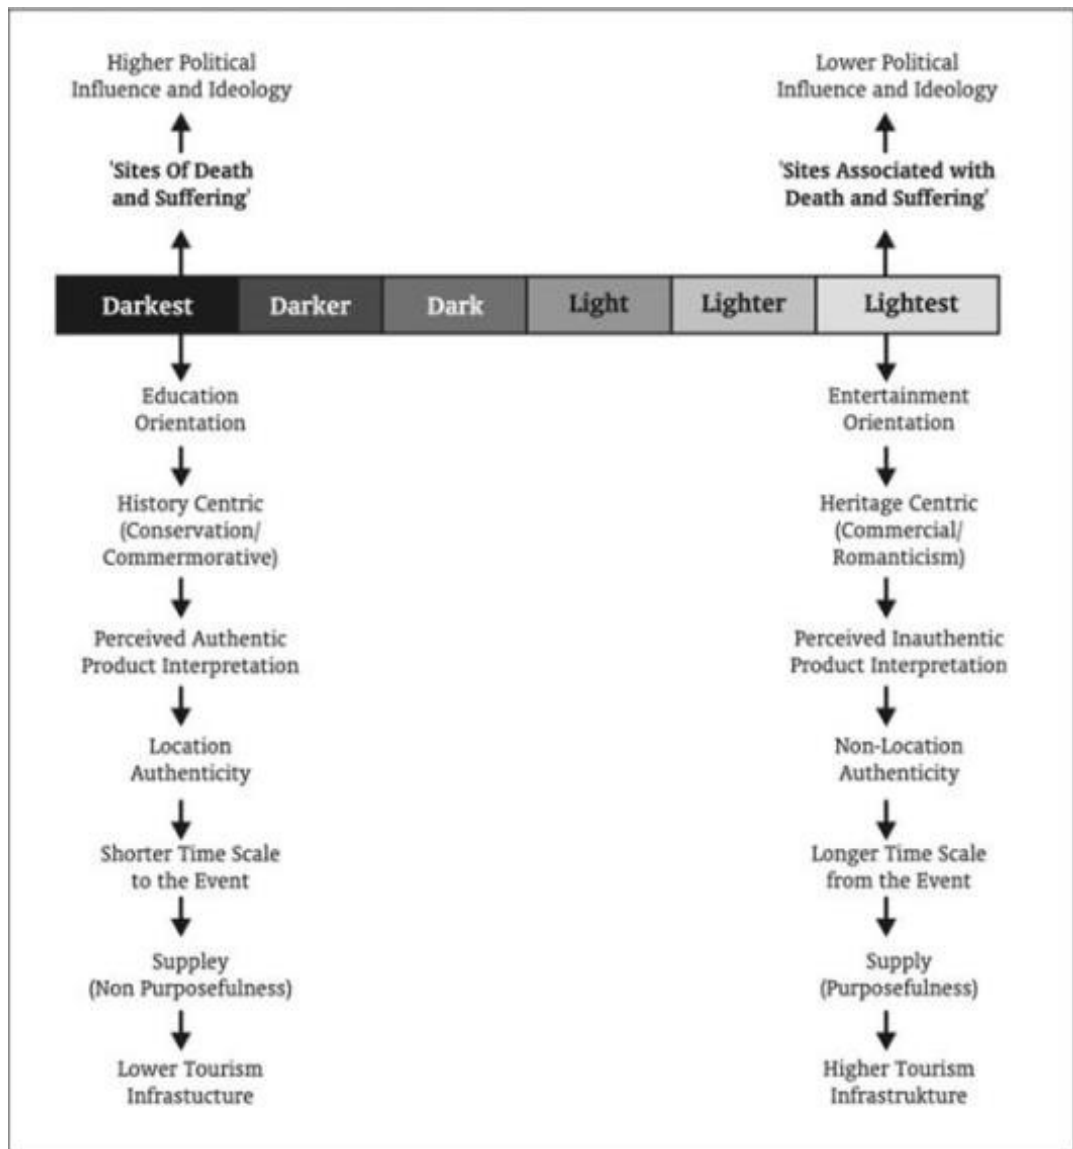 Higher Political
Influence and Ideology
Lower Political
Influence and Ideology
'Sites Of Death
and Suffering'
'Sites Associated with
Death and Suffering'
Darkest Darker Dark Light Lighter Lightest
Education
Orientation
Entertainment
Orientation
History Centric
(Conservation/
Commermorative)
Heritage Centric
(Commercial/
Romanticism)
Perceived Authentic
Product Interpretation
Perceived Inauthentic
Product Interpretation
Location
Authenticity
Non-Location
Authenticity
Shorter Time Scale
to the Event
Longer Time Scale
from the Event
Suppley
(Non Purposefulness)
Supply
(Purposefulness)
Lower Tourism
Infrastucture
Higher Tourism
Infrastrukture